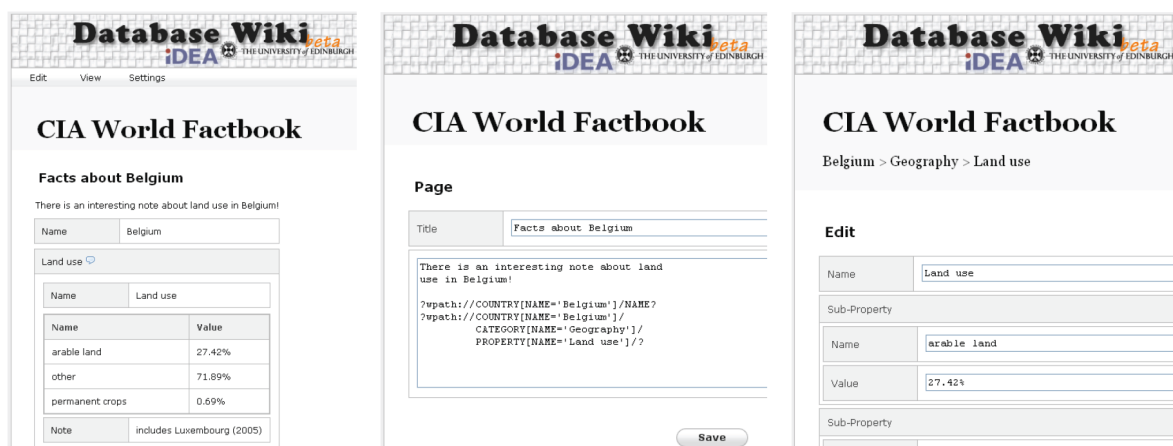 Database Wiki beta
iDEA THE UNIVERSITY of EDINBURGH
Edit View Settings
CIA World Factbook
Facts about Belgium
There is an interesting note about land use in Belgium!
Name Belgium
Land use
Name Land use
Name Value
arable land 27.42%
other 71.89%
permanent crops 0.69%
Note includes Luxembourg (2005)
Database Wiki beta
iDEA THE UNIVERSITY of EDINBURGH
CIA World Factbook
Page
Title Facts about Belgium
There is an interesting note about land
use in Belgium!
?wpath://COUNTRY[NAME='Belgium']/NAME?
?wpath://COUNTRY[NAME='Belgium']/
CATEGORY[NAME='Geography']/
PROPERTY[NAME='Land use']/?
Save
Database Wiki beta
iDEA THE UNIVERSITY of EDINBURGH
CIA World Factbook
Belgium > Geography > Land use
Edit
Name Land use
Sub-Property
Name arable land
Value 27.42%
Sub-Property